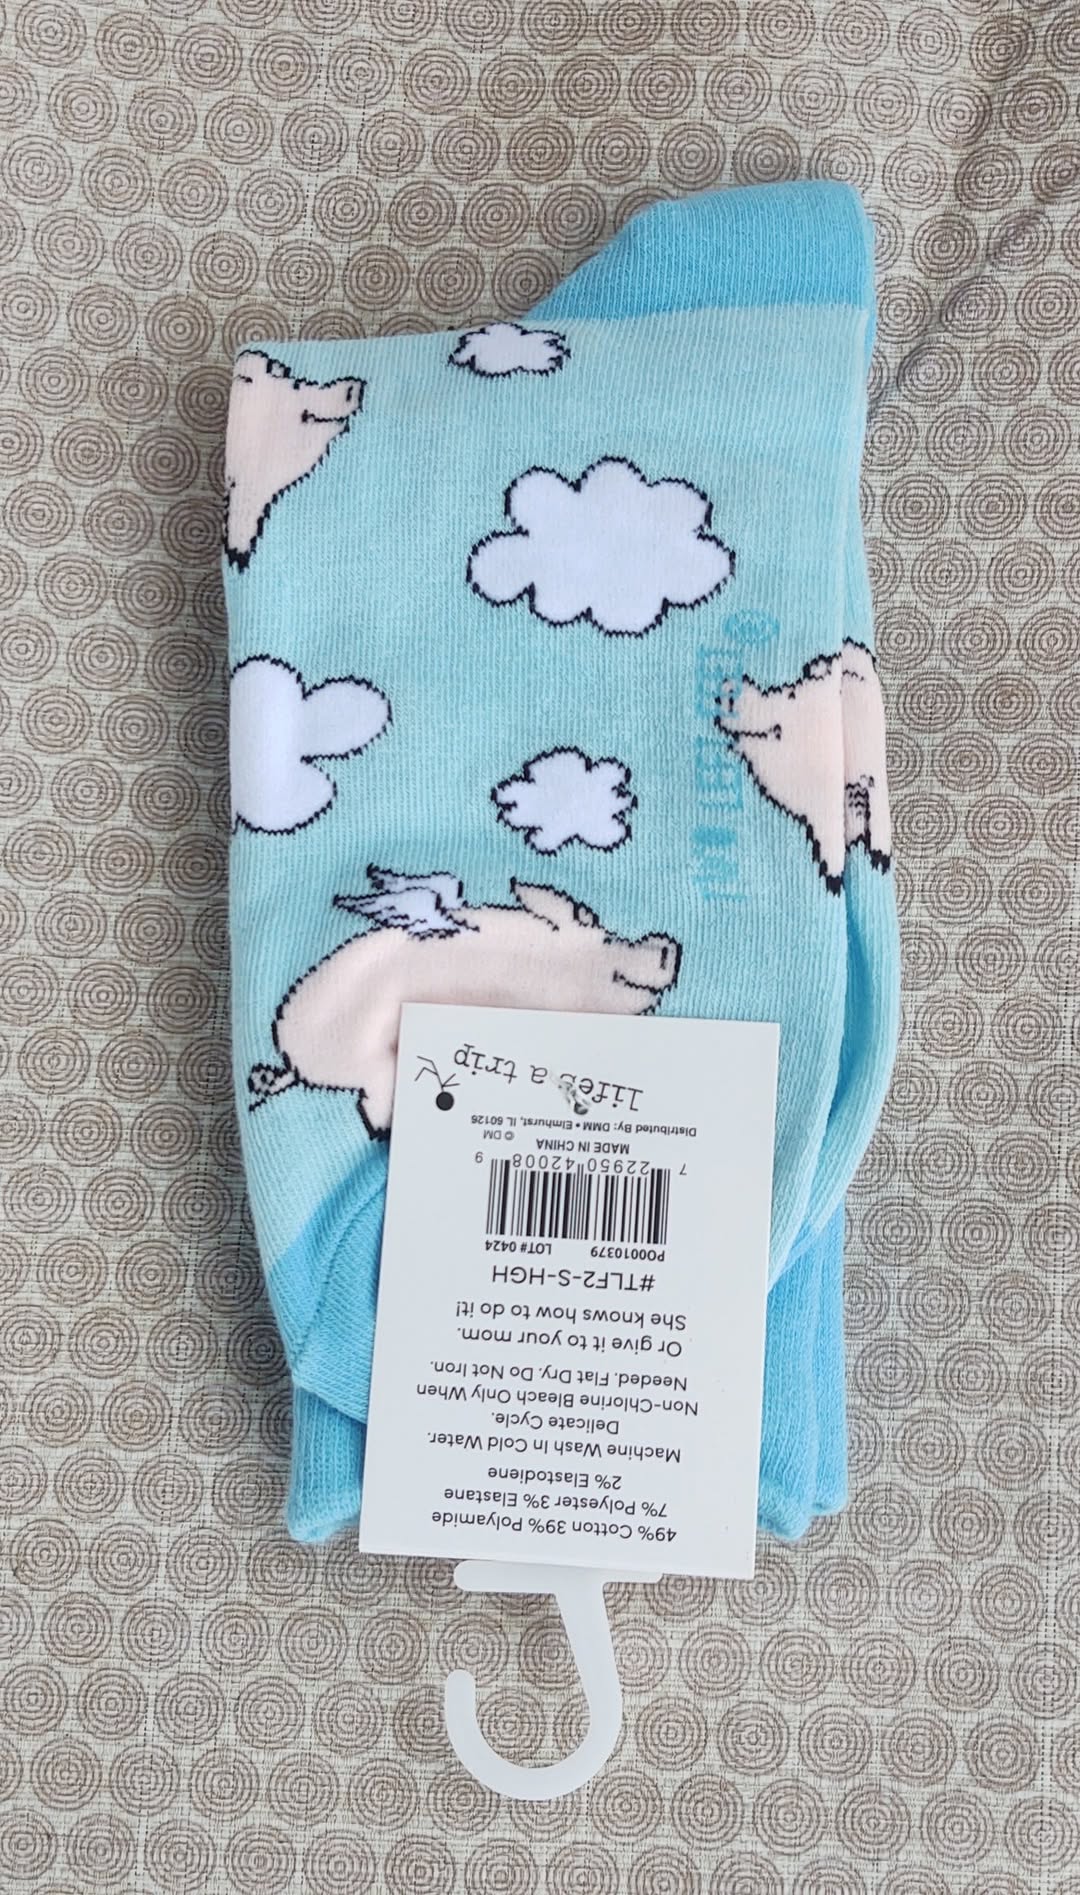 49% Cotton 39% Polyamide
7% Polyester 3% Elastane
2% Elastodiene
Machine Wash In Cold Water.
Delicate Cycle.
Non-Chlorine Bleach Only When
Needed. Flat Dry. Do Not Iron.
Or give it to your mom.
She knows how to do it!
#TLF2-S-HGH
PO0010379 LOT# 0424
7 22950 42008 9
MADE IN CHINA © DM
Distributed By: DMM • Elmhurst, IL 60126
life's a trip